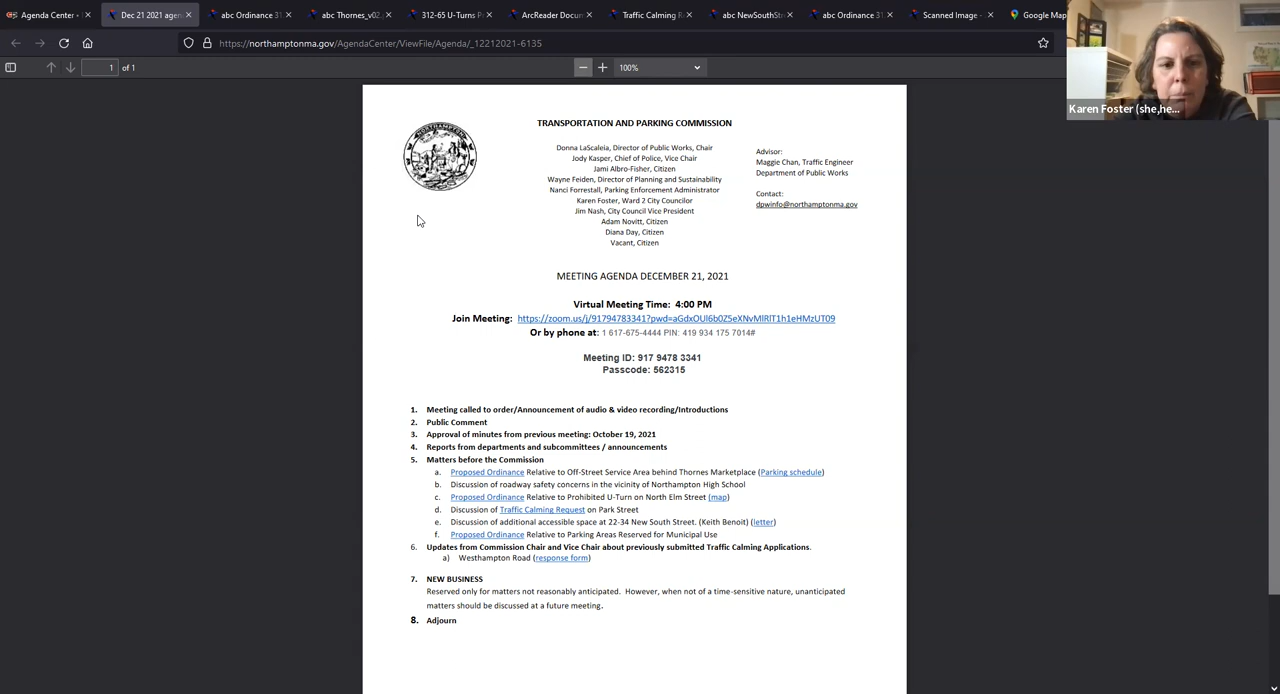 Agenda Center •
Dec 21 2021 agen
abc Ordinance 31
abc Thornes_v02.
312-65 U-Turns P
ArcReader Docum
Traffic Calming R
abc NewSouthStr
abc Ordinance 31
Scanned Image -
Google Map
https://northamptonma.gov/AgendaCenter/ViewFile/Agenda/_12212021-6135
1 of 1
100%
Karen Foster (she,he...
NORTHAMPTON
TRANSPORTATION AND PARKING COMMISSION
Donna LaScaleia, Director of Public Works, Chair
Jody Kasper, Chief of Police, Vice Chair
Jami Albro-Fisher, Citizen
Wayne Feiden, Director of Planning and Sustainability
Nanci Forrestall, Parking Enforcement Administrator
Karen Foster, Ward 2 City Councilor
Jim Nash, City Council Vice President
Adam Novitt, Citizen
Diana Day, Citizen
Vacant, Citizen
Advisor:
Maggie Chan, Traffic Engineer
Department of Public Works
Contact:
dpwinfo@northamptonma.gov
MEETING AGENDA DECEMBER 21, 2021
Virtual Meeting Time: 4:00 PM
Join Meeting: https://zoom.us/j/91794783341?pwd=aGdxOUl6b0Z5eXNvMlRlT1h1eHMzUT09
Or by phone at: 1 617-675-4444 PIN: 419 934 175 7014#
Meeting ID: 917 9478 3341
Passcode: 562315
1. Meeting called to order/Announcement of audio & video recording/Introductions
2. Public Comment
3. Approval of minutes from previous meeting: October 19, 2021
4. Reports from departments and subcommittees / announcements
5. Matters before the Commission
a. Proposed Ordinance Relative to Off-Street Service Area behind Thornes Marketplace (Parking schedule)
b. Discussion of roadway safety concerns in the vicinity of Northampton High School
c. Proposed Ordinance Relative to Prohibited U-Turn on North Elm Street (map)
d. Discussion of Traffic Calming Request on Park Street
e. Discussion of additional accessible space at 22-34 New South Street. (Keith Benoit) (letter)
f. Proposed Ordinance Relative to Parking Areas Reserved for Municipal Use
6. Updates from Commission Chair and Vice Chair about previously submitted Traffic Calming Applications.
a) Westhampton Road (response form)
7. NEW BUSINESS
Reserved only for matters not reasonably anticipated. However, when not of a time-sensitive nature, unanticipated
matters should be discussed at a future meeting.
8. Adjourn